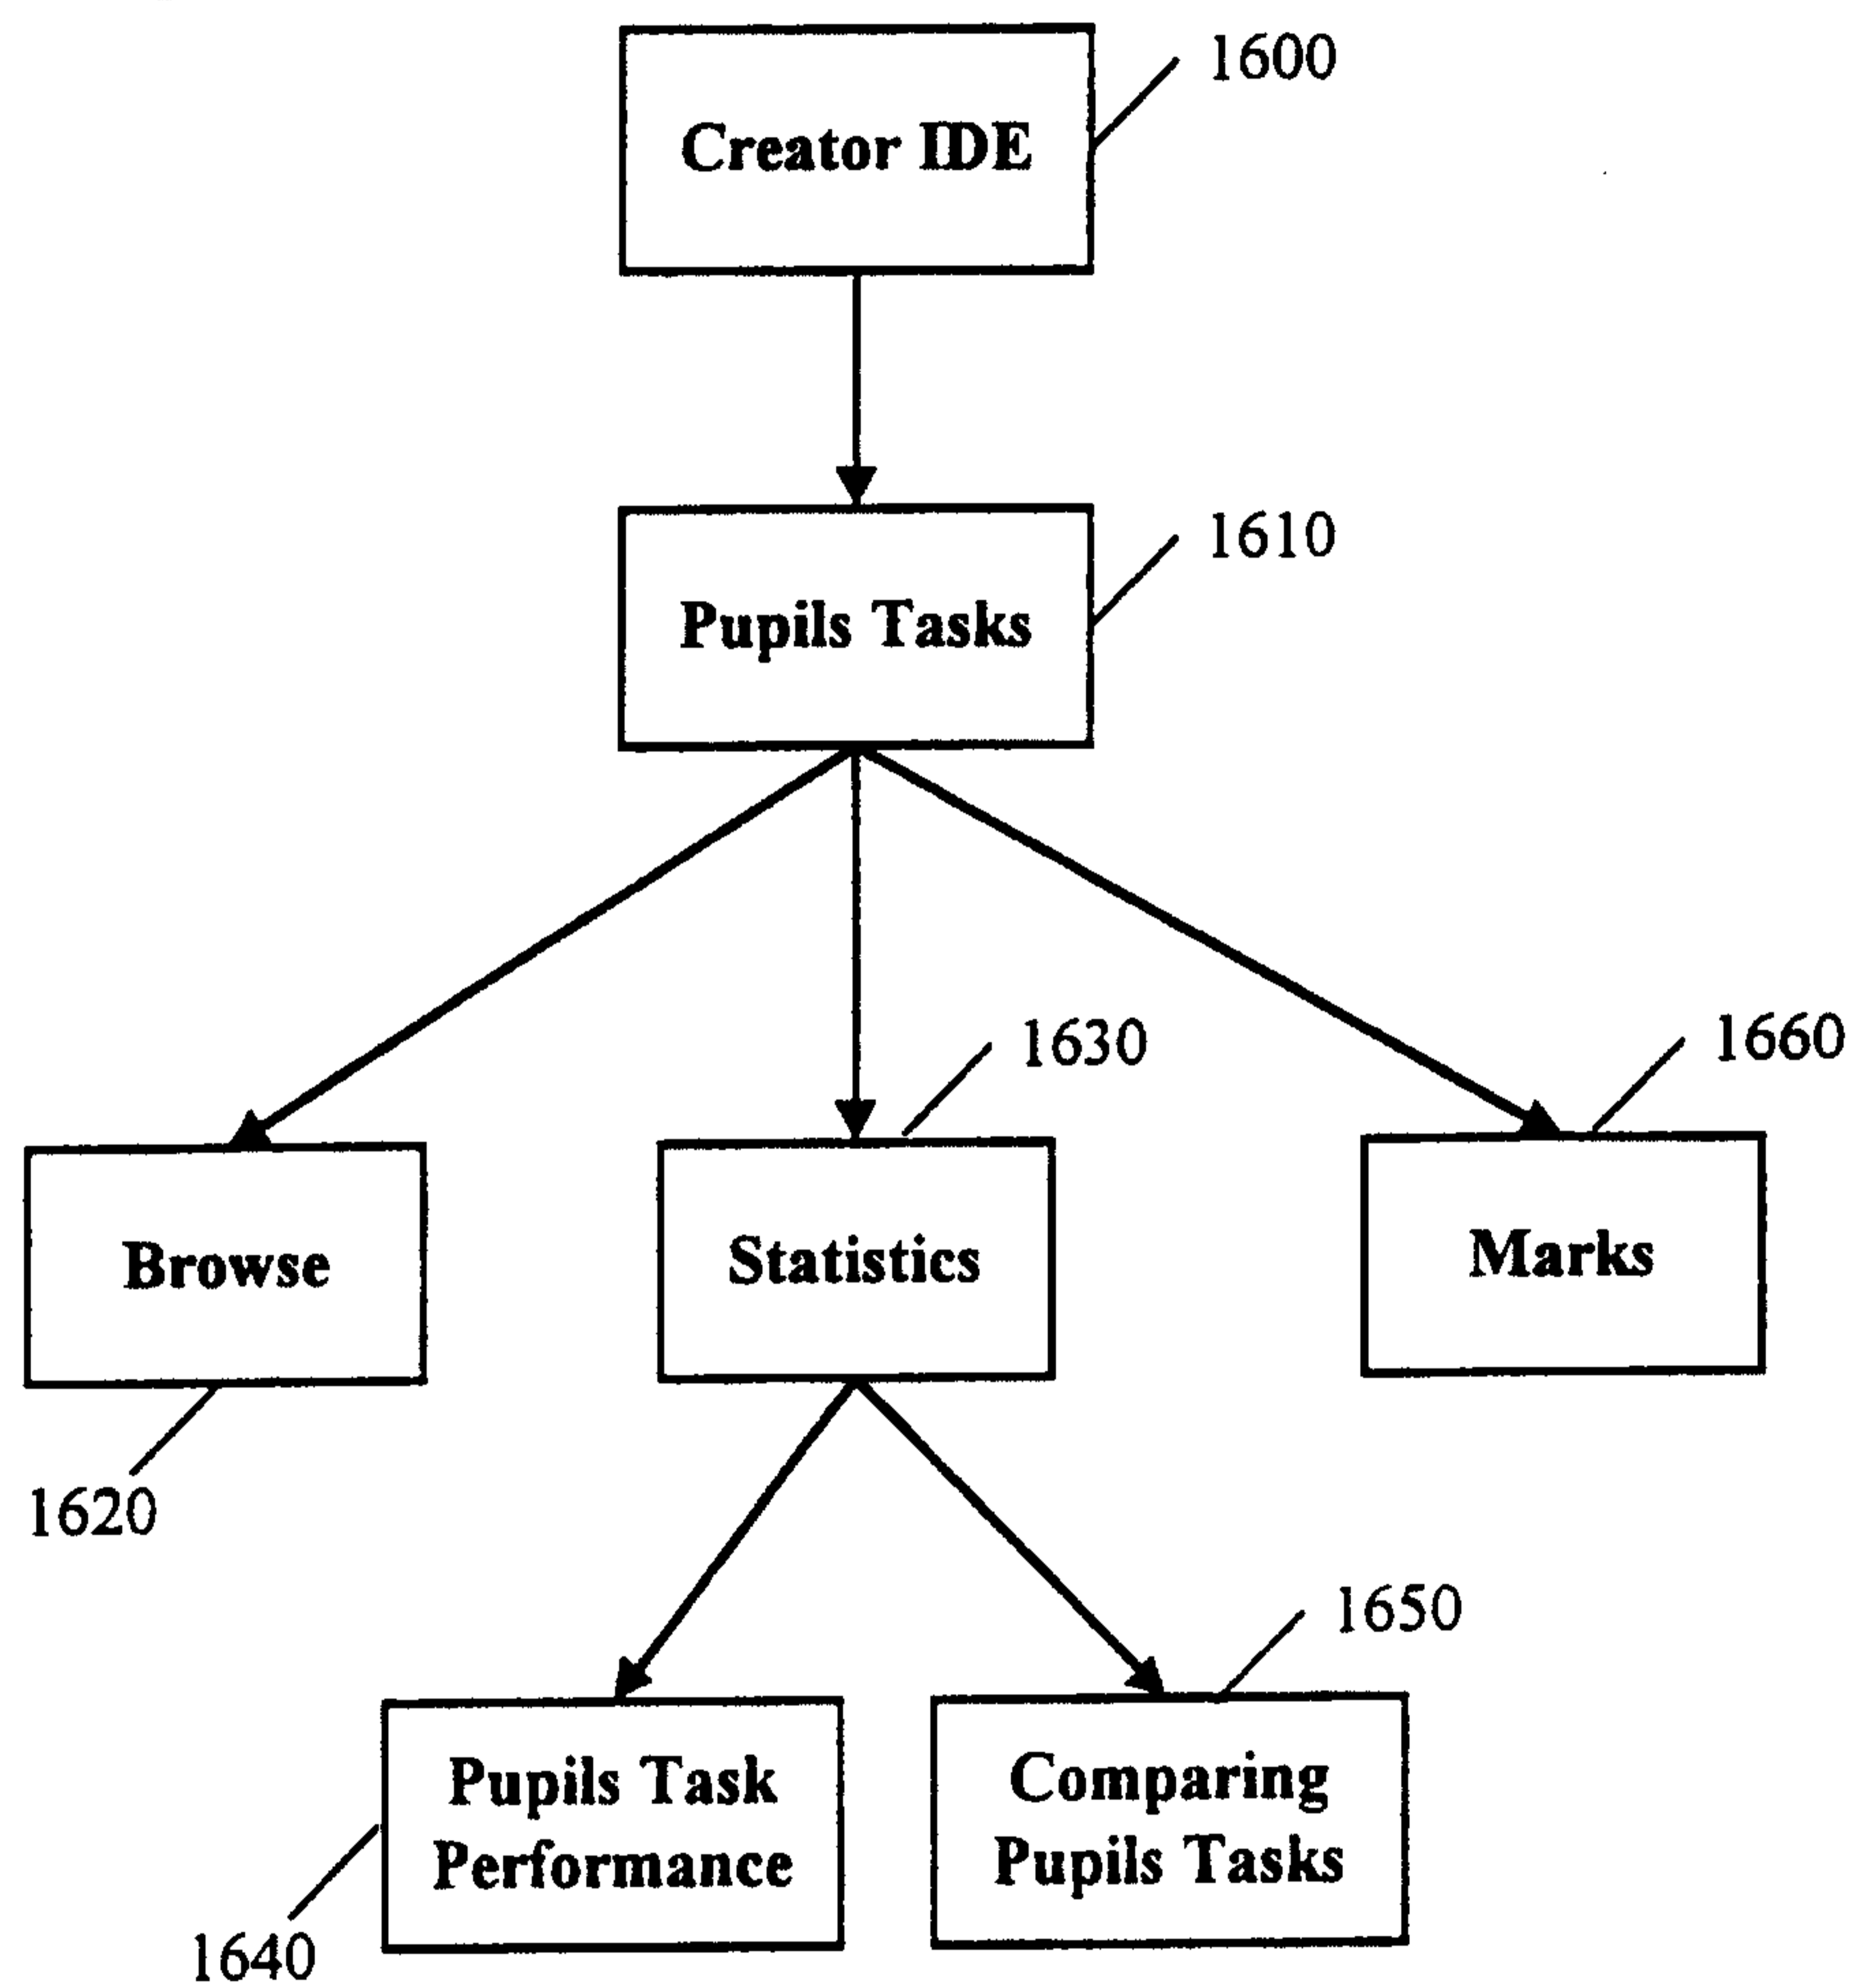 1600
Creator IDE
1610
Pupils Tasks
1630
1660
Browse
Statistics
Marks
1620
1650
Pupils Task
Performance
Comparing
Pupils Tasks
1640